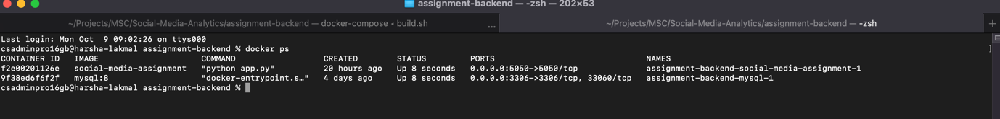 assignment-backend — -zsh — 202×53
~/Projects/MSC/Social-Media-Analytics/assignment-backend — docker-compose ◂ build.sh ... ~/Projects/MSC/Social-Media-Analytics/assignment-backend — -zsh +
Last login: Mon Oct  9 09:02:26 on ttys000
csadminpro16gb@harsha-lakmal assignment-backend % docker ps
CONTAINER ID   IMAGE                     COMMAND                  CREATED        STATUS         PORTS                               NAMES
f2e00201126e   social-media-assignment   "python app.py"          20 hours ago   Up 8 seconds   0.0.0.0:5050->5050/tcp              assignment-backend-social-media-assignment-1
9f38ed6f6f2f   mysql:8                   "docker-entrypoint.s…"   4 days ago     Up 8 seconds   0.0.0.0:3306->3306/tcp, 33060/tcp   assignment-backend-mysql-1
csadminpro16gb@harsha-lakmal assignment-backend %